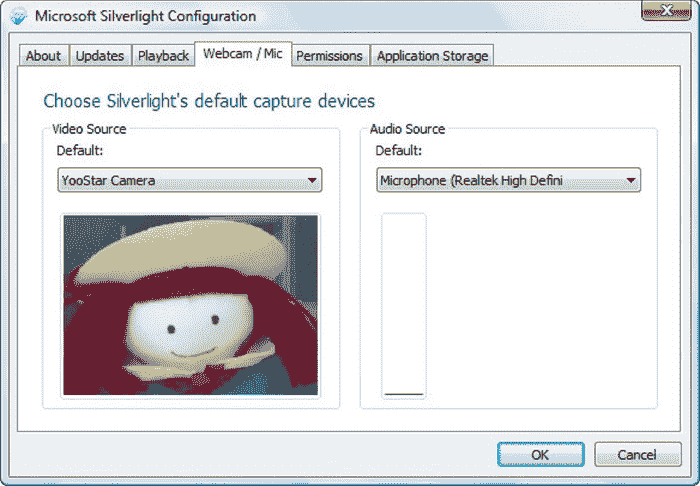 Microsoft Silverlight Configuration
About Updates Playback Webcam / Mic Permissions Application Storage
Choose Silverlight's default capture devices
Video Source
Default:
YooStar Camera
Audio Source
Default:
Microphone (Realtek High Defini
OK Cancel